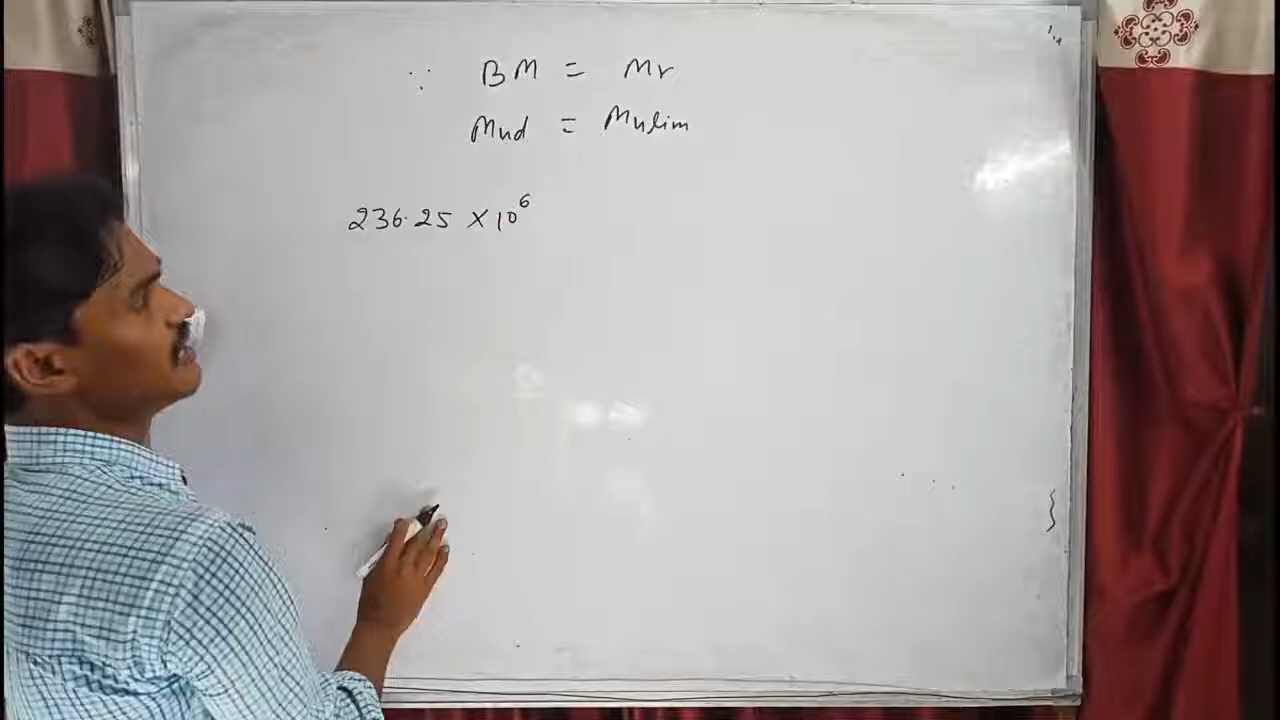 ∵ BM = Mr
Mud = Mulim
236.25 × 10⁶